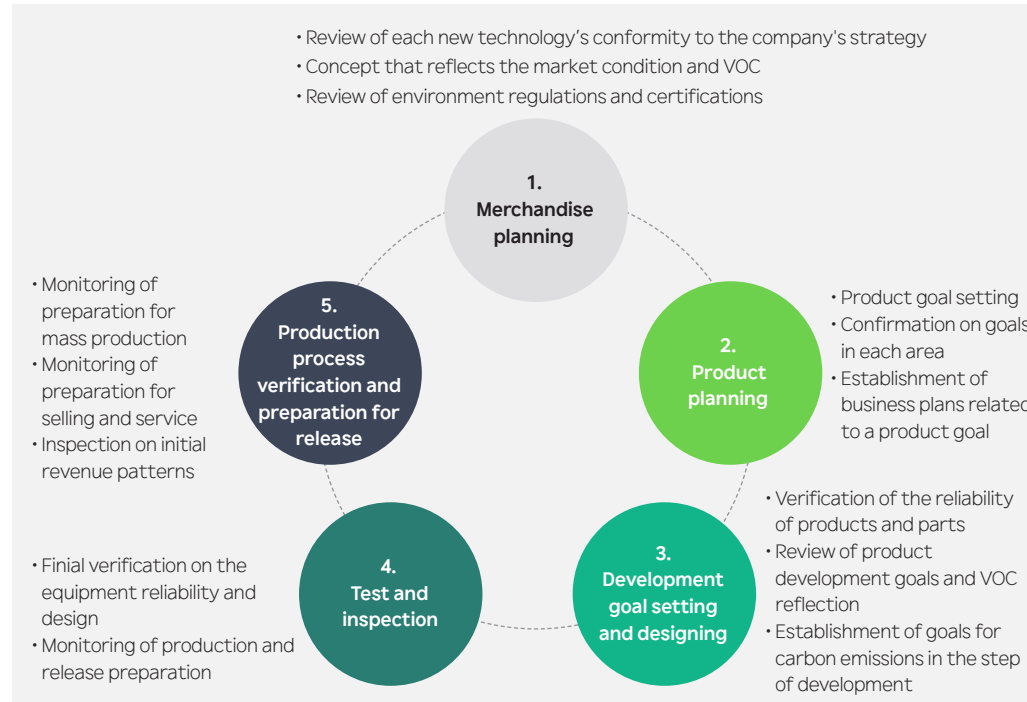 • Review of each new technology's conformity to the company's strategy
• Concept that reflects the market condition and VOC
• Review of environment regulations and certifications
1.
Merchandise
planning
2.
Product
planning
• Product goal setting
• Confirmation on goals
in each area
• Establishment of
business plans related
to a product goal
3.
Development
goal setting
and designing
• Verification of the reliability
of products and parts
• Review of product
development goals and VOC
reflection
• Establishment of goals for
carbon emissions in the step
of development
4.
Test and
inspection
• Finial verification on the
equipment reliability and
design
• Monitoring of production and
release preparation
5.
Production
process
verification and
preparation for
release
• Monitoring of
preparation for
mass production
• Monitoring of
preparation for
selling and service
• Inspection on initial
revenue patterns